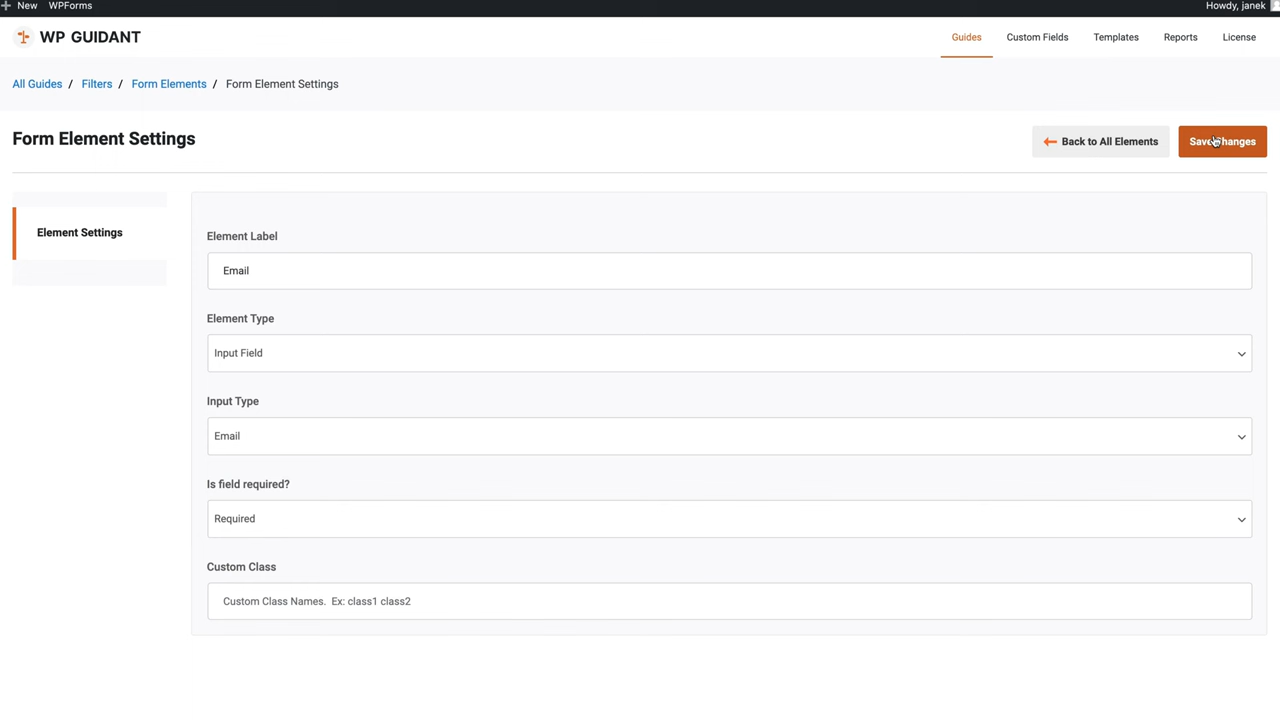 New WPForms Howdy, janek
WP GUIDANT Guides Custom Fields Templates Reports License
All Guides / Filters / Form Elements / Form Element Settings
Form Element Settings
Back to All Elements Save Changes
Element Settings
Element Label
Email
Element Type
Input Field
Input Type
Email
Is field required?
Required
Custom Class
Custom Class Names. Ex: class1 class2